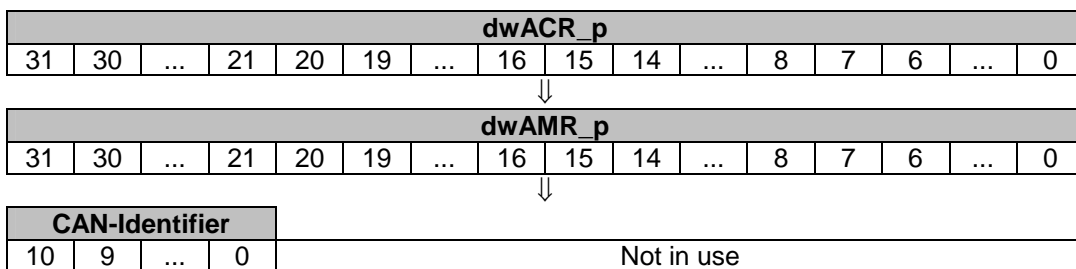 dwACR_p
31 30 ... 21 20 19 ... 16 15 14 ... 8 7 6 ... 0
⇓
dwAMR_p
31 30 ... 21 20 19 ... 16 15 14 ... 8 7 6 ... 0
⇓
CAN-Identifier
10 9 ... 0 Not in use